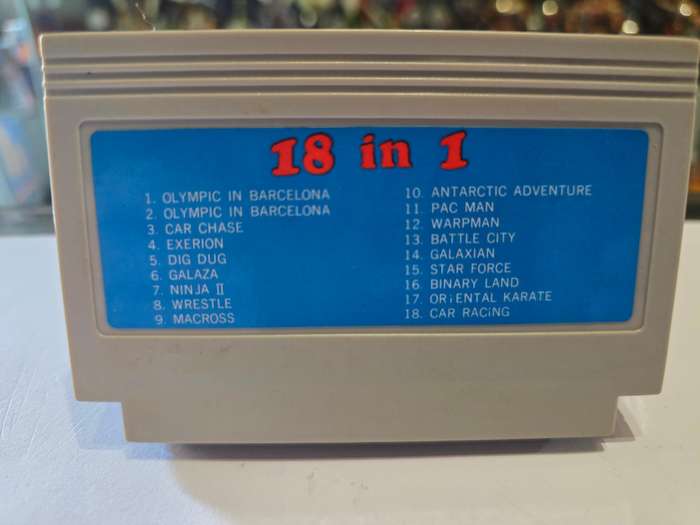 18 in 1
1. OLYMPIC IN BARCELONA
2. OLYMPIC IN BARCELONA
3. CAR CHASE
4. EXERION
5. DIG DUG
6. GALAZA
7. NINJA II
8. WRESTLE
9. MACROSS
10. ANTARCTIC ADVENTURE
11. PAC MAN
12. WARPMAN
13. BATTLE CITY
14. GALAXIAN
15. STAR FORCE
16. BINARY LAND
17. ORiENTAL KARATE
18. CAR RACiNG